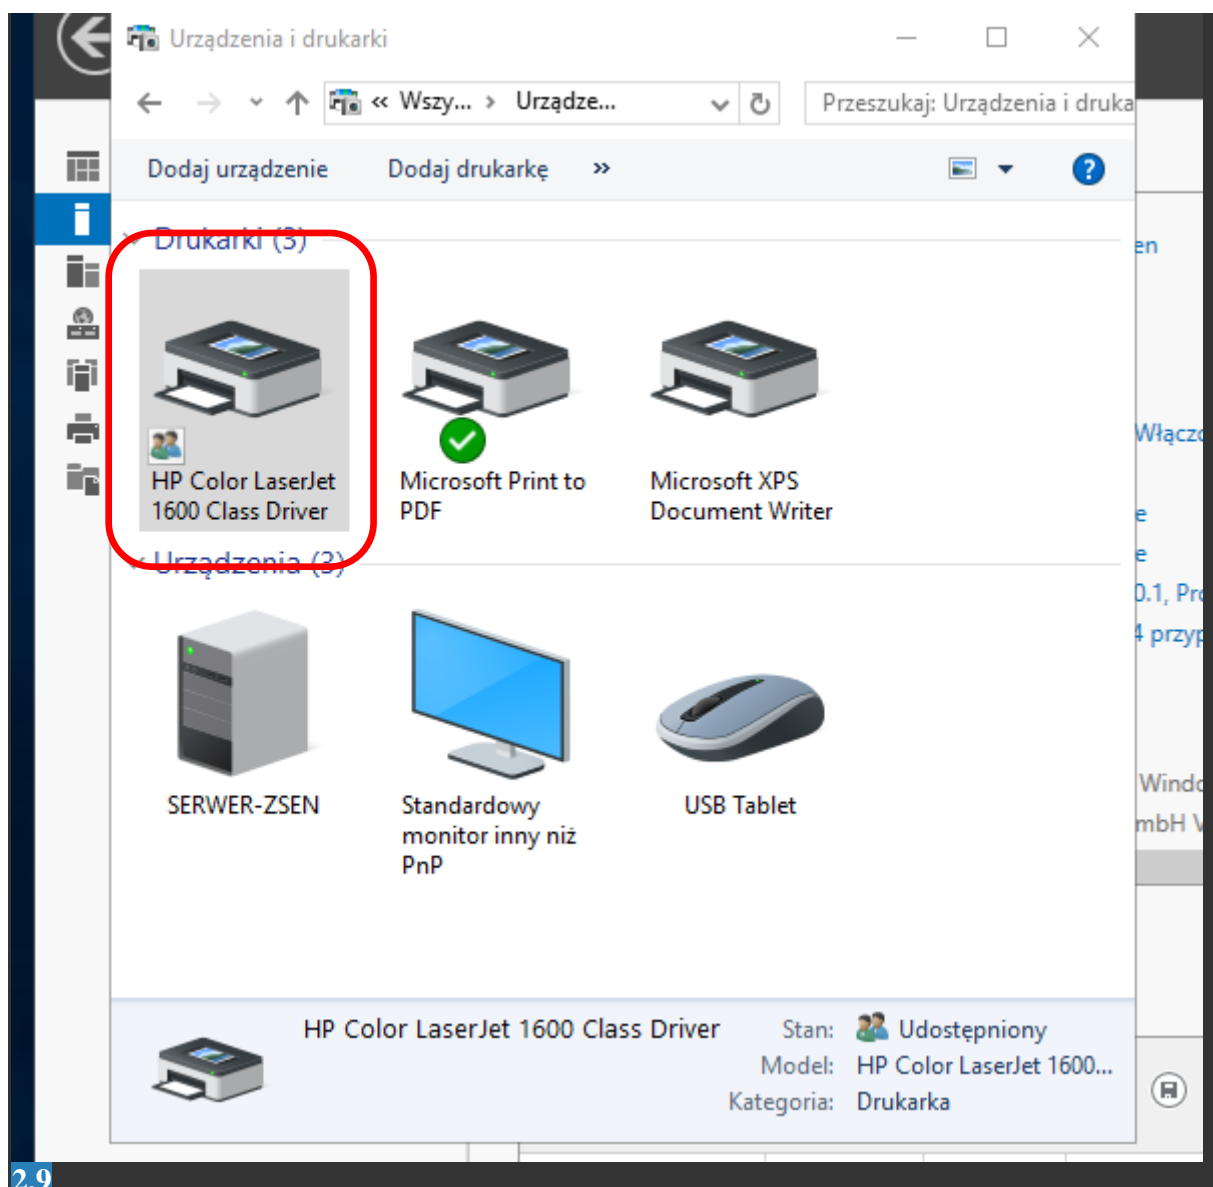 Urządzenia i drukarki
« Wszy... › Urządze...
Przeszukaj: Urządzenia i druka
Dodaj urządzenie Dodaj drukarkę »
Drukarki (3)
HP Color LaserJet
1600 Class Driver
Microsoft Print to
PDF
Microsoft XPS
Document Writer
Urządzenia (3)
SERWER-ZSEN
Standardowy
monitor inny niż
PnP
USB Tablet
en
Włącz
e
e
0.1, Pr
4 przy
Wind
mbH
HP Color LaserJet 1600 Class Driver
Stan: Udostępniony
Model: HP Color LaserJet 1600...
Kategoria: Drukarka
2.9